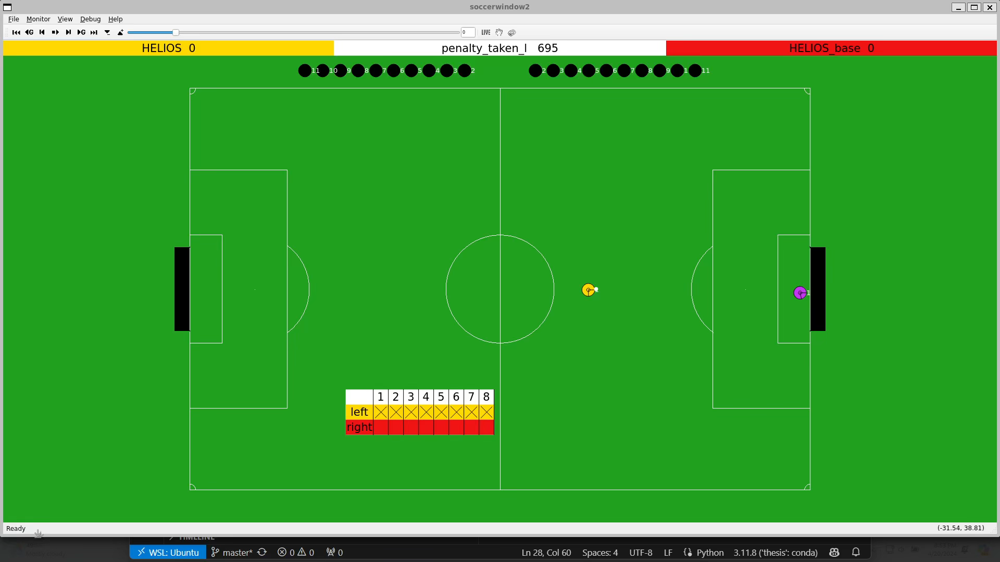 soccerwindow2
File Monitor View Debug Help
0 LIVE
HELIOS 0 penalty_taken_l 695 HELIOS_base 0
11 10 9 8 7 6 5 4 3 2 2 3 4 5 6 7 8 9 1 11
1
1 2 3 4 5 6 7 8
left
right
Ready (-31.54, 38.81)
TIMELINE
WSL: Ubuntu master* 0 0 0 Ln 28, Col 60 Spaces: 4 UTF-8 LF Python 3.11.8 ('thesis': conda)